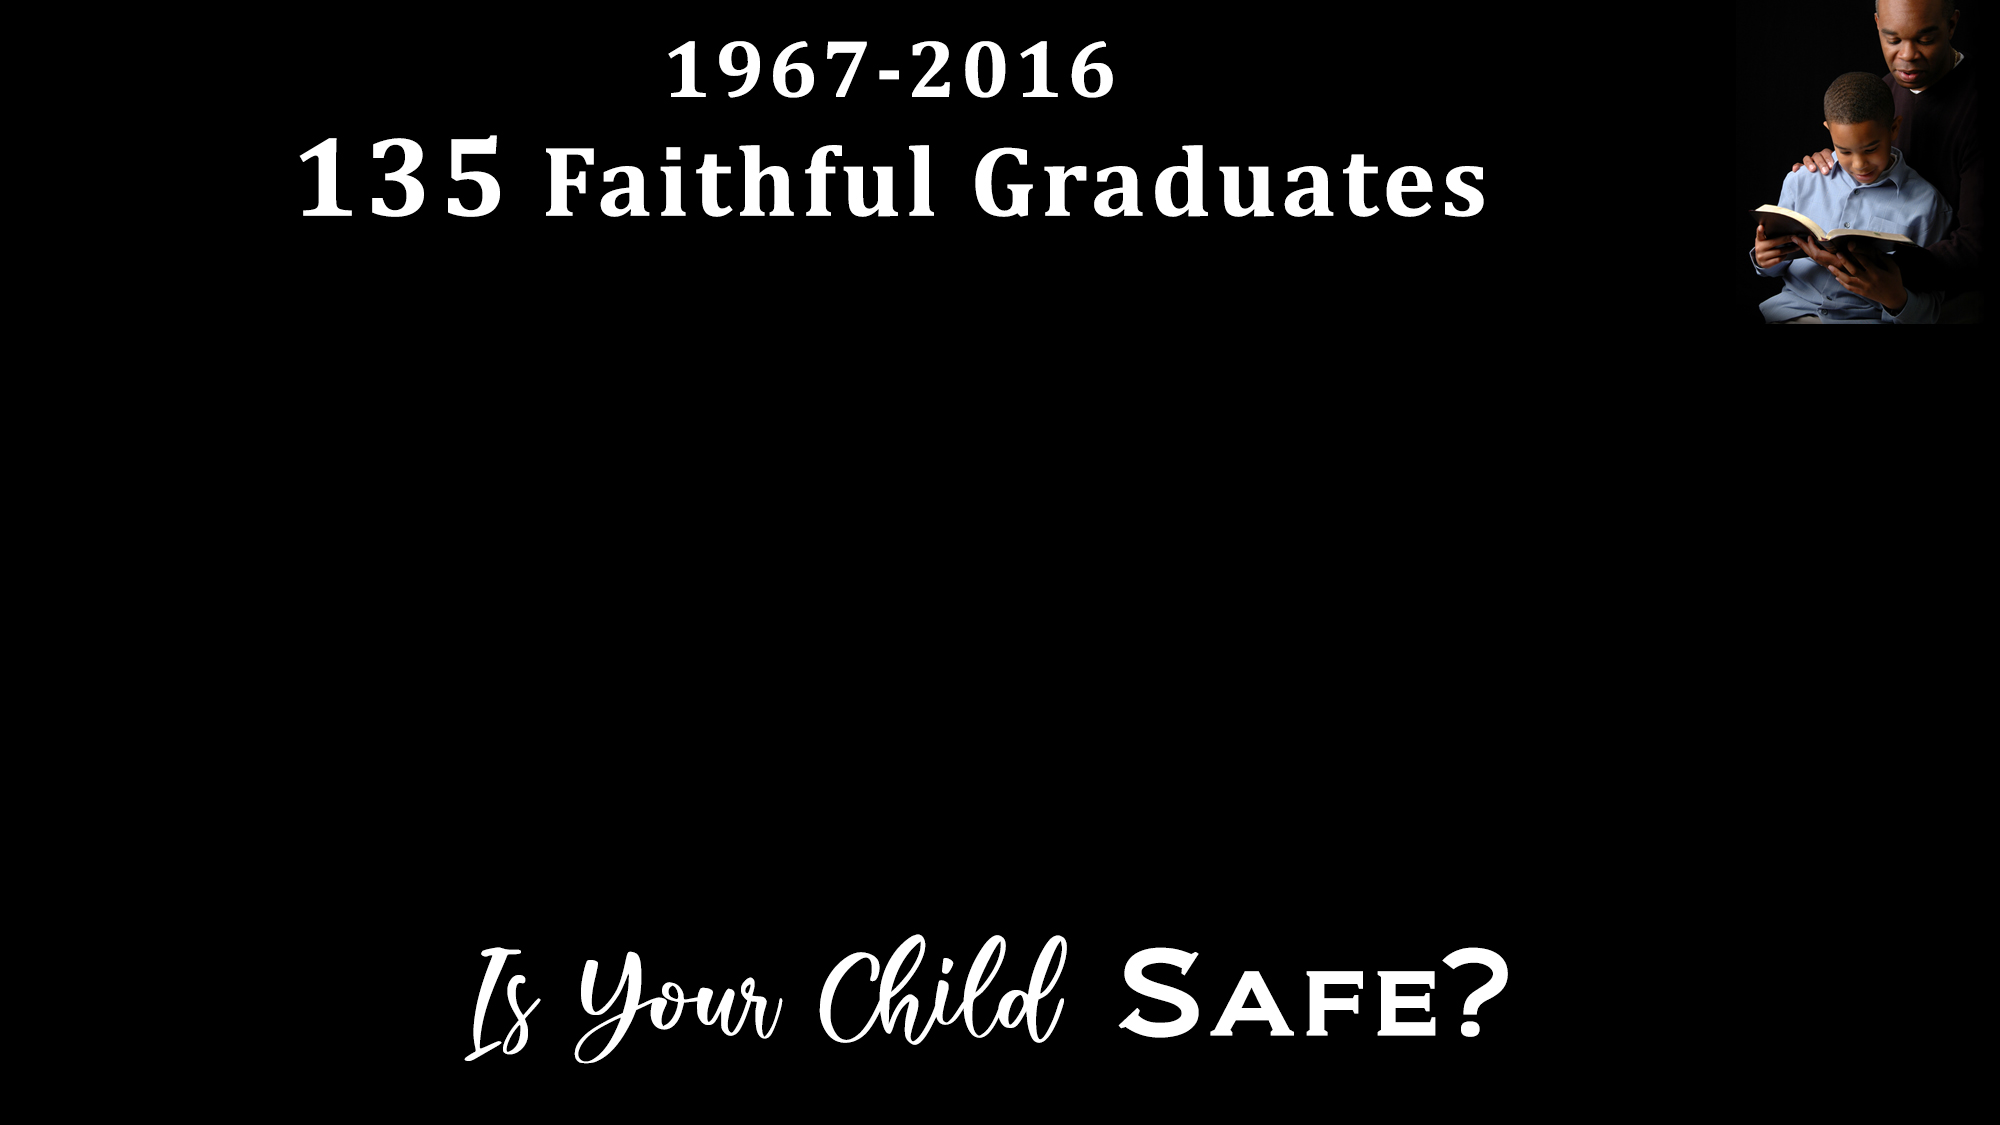 1967-2016
135 Faithful Graduates
Is Your Child SAFE?